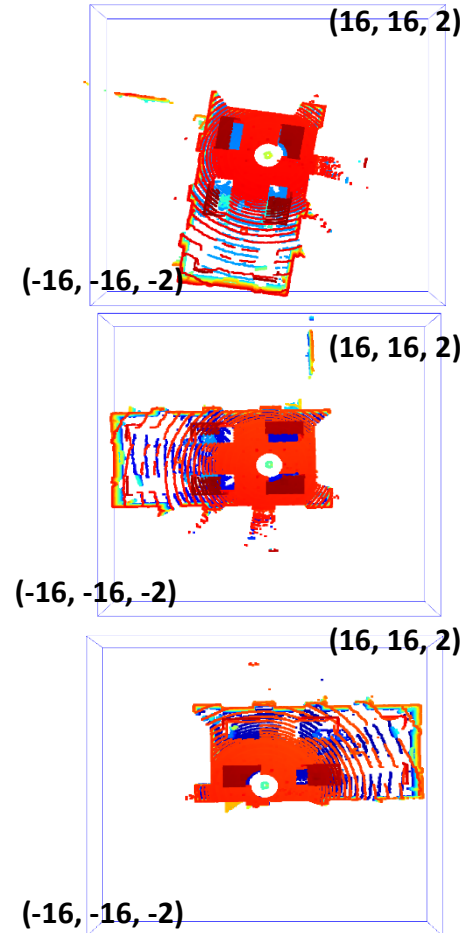 (16, 16, 2)
(-16, -16, -2)
(16, 16, 2)
(-16, -16, -2)
(16, 16, 2)
(-16, -16, -2)